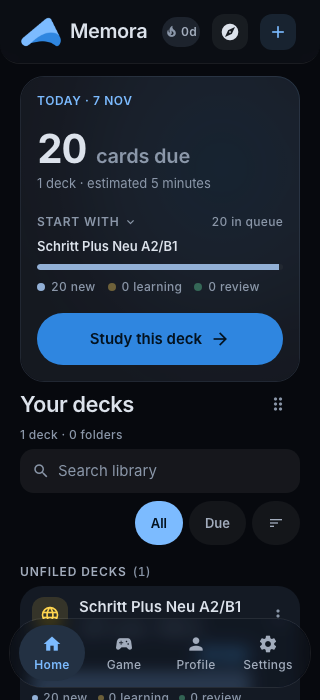 Memora
0d
TODAY · 7 NOV
20 cards due
1 deck · estimated 5 minutes
START WITH
20 in queue
Schritt Plus Neu A2/B1
20 new
0 learning
0 review
Study this deck
Your decks
1 deck · 0 folders
Search library
All
Due
UNFILED DECKS (1)
Schritt Plus Neu A2/B1
Home
Game
Profile
Settings
20 new
0 learning
0 review